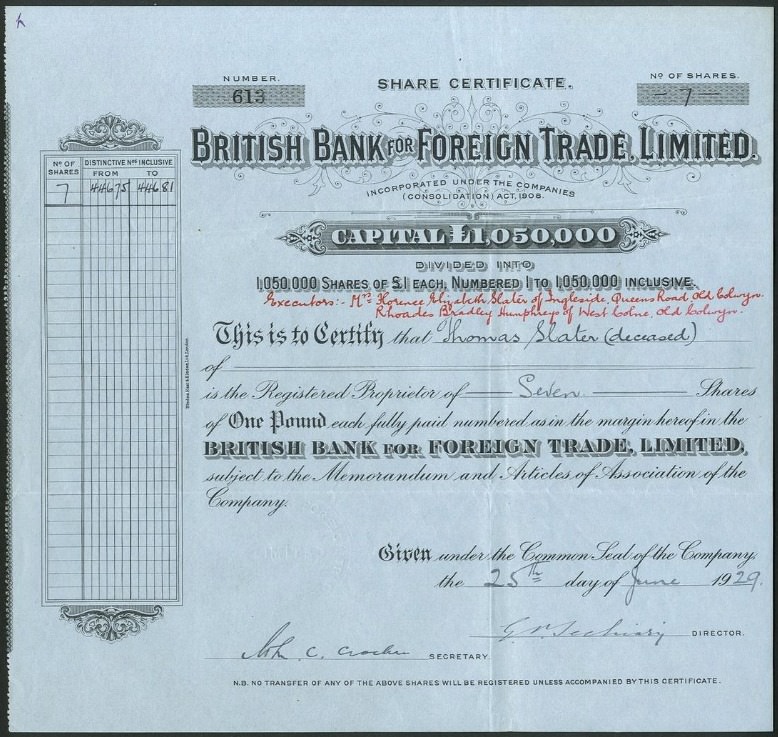 NUMBER.
613
SHARE CERTIFICATE.
Nº OF SHARES.
7
BRITISH BANK FOR FOREIGN TRADE, LIMITED.
INCORPORATED UNDER THE COMPANIES
(CONSOLIDATION) ACT, 1908.
CAPITAL £1,050,000
DIVIDED INTO
1,050,000 SHARES OF £1 EACH, NUMBERED 1 TO 1,050,000 INCLUSIVE.
Executors:- Mrs Florence Elizabeth Slater of Ingleside Queens Road Old Colwyn.
Rhoades Bradley Humphreys of West Colne, Old Colwyn.
This is to Certify that Thomas Slater (deceased)
of
is the Registered Proprietor of Seven Shares
of One Pound each fully paid numbered as in the margin hereof in the
BRITISH BANK FOR FOREIGN TRADE, LIMITED,
subject to the Memorandum and Articles of Association of the
Company.
Given under the Common Seal of the Company,
the 25th day of June 1929.
DIRECTOR.
C. Crocker SECRETARY.
N.B. NO TRANSFER OF ANY OF THE ABOVE SHARES WILL BE REGISTERED UNLESS ACCOMPANIED BY THIS CERTIFICATE.
Nº OF SHARES
DISTINCTIVE Nos INCLUSIVE
FROM TO
7 44675 44681